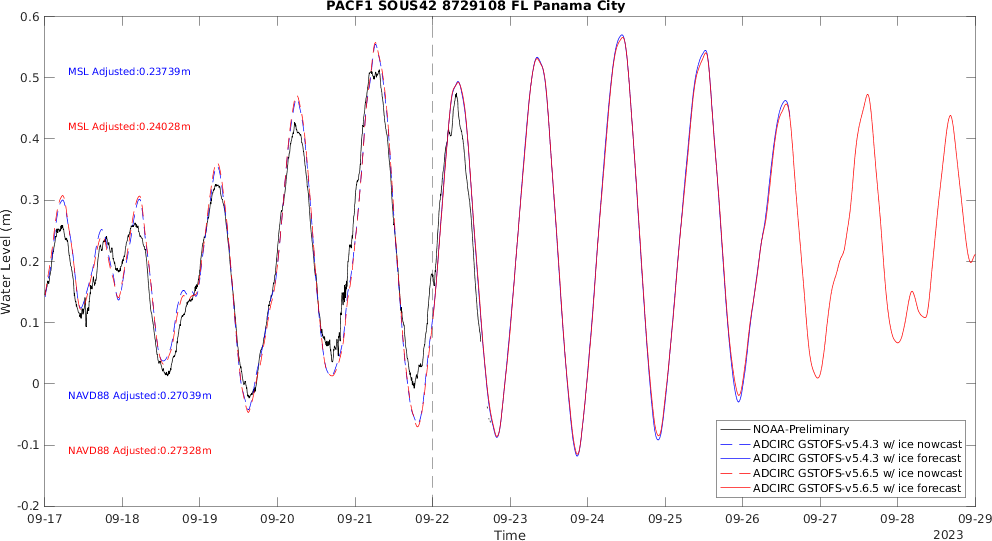 PACF1 SOUS42 8729108 FL Panama City
0.6
0.5
0.4
0.3
0.2
0.1
0
-0.1
-0.2
Water Level (m)
MSL Adjusted:0.23739m
MSL Adjusted:0.24028m
NAVD88 Adjusted:0.27039m
NAVD88 Adjusted:0.27328m
NOAA-Preliminary
ADCIRC GSTOFS-v5.4.3 w/ ice nowcast
ADCIRC GSTOFS-v5.4.3 w/ ice forecast
ADCIRC GSTOFS-v5.6.5 w/ ice nowcast
ADCIRC GSTOFS-v5.6.5 w/ ice forecast
09-17 09-18 09-19 09-20 09-21 09-22 09-23 09-24 09-25 09-26 09-27 09-28 09-29
Time
2023